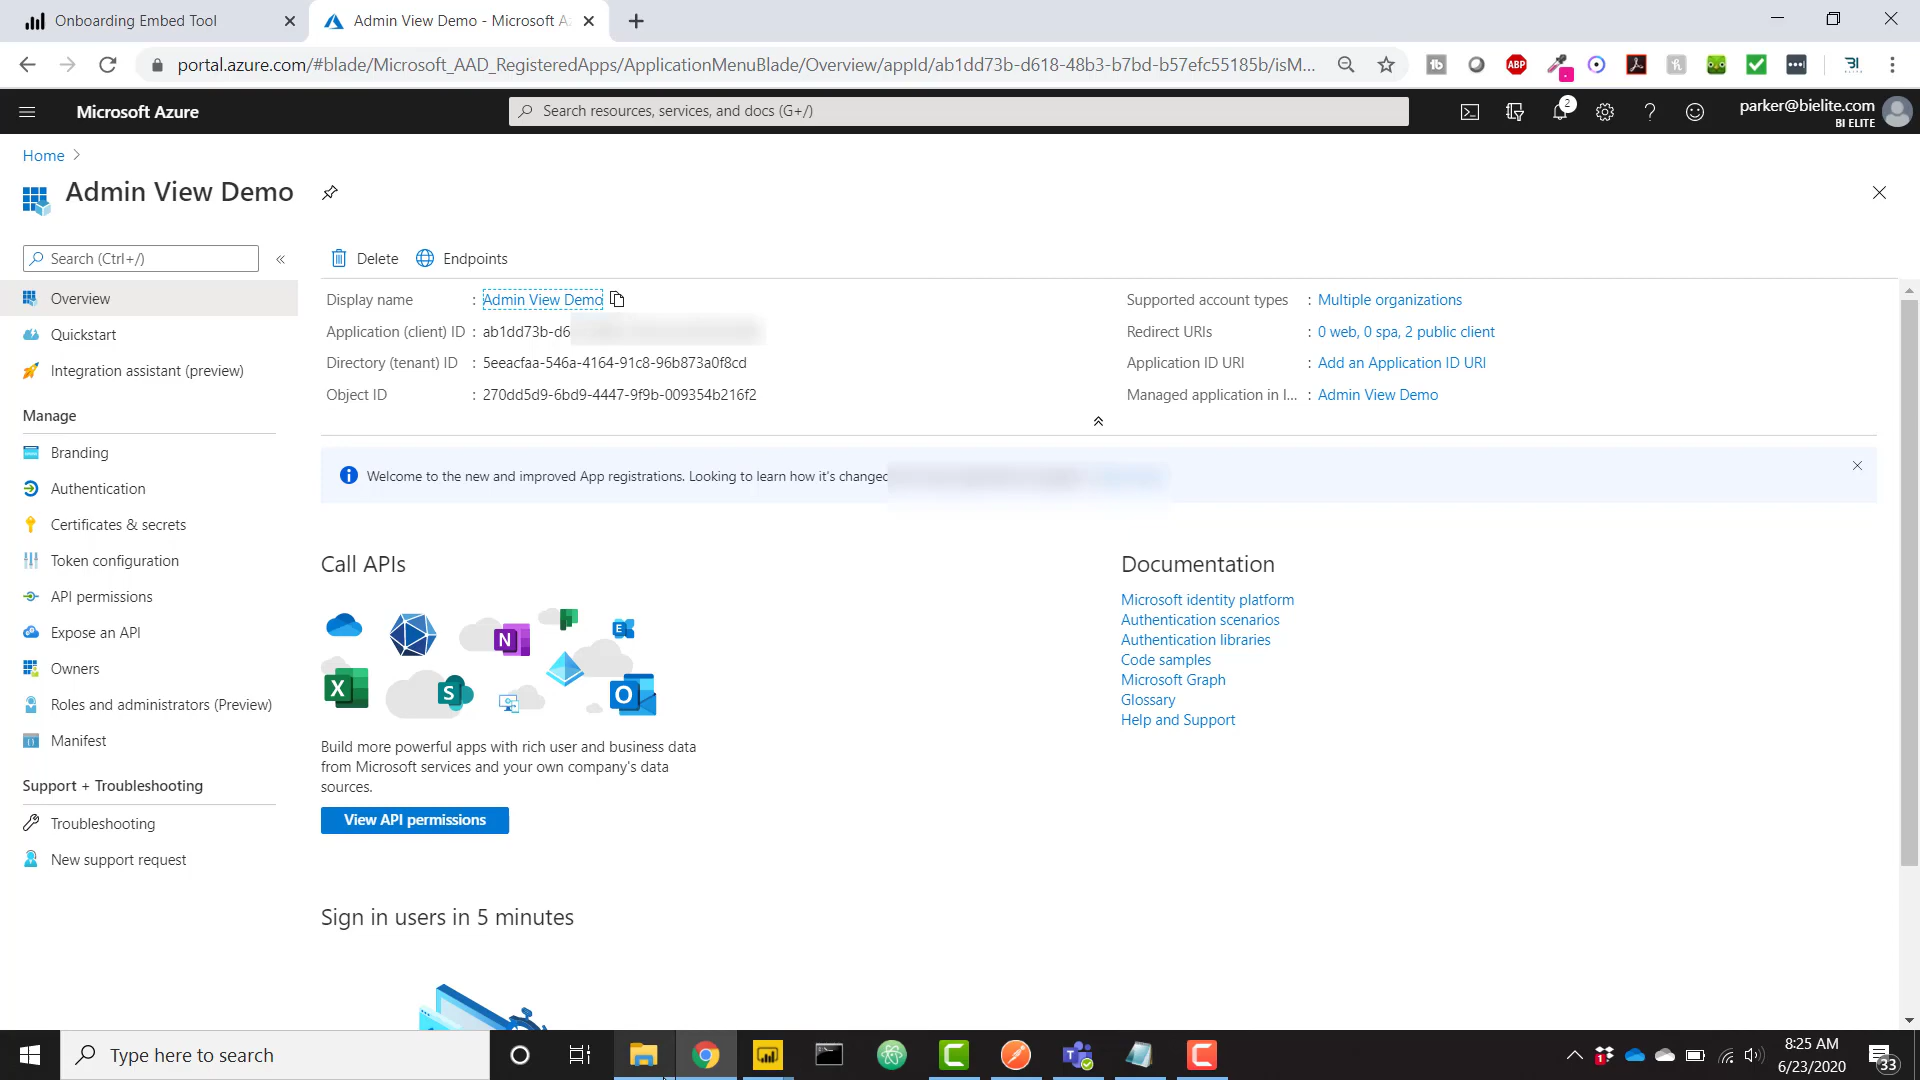 Onboarding Embed Tool
Admin View Demo - Microsoft Az
portal.azure.com/#blade/Microsoft_AAD_RegisteredApps/ApplicationMenuBlade/Overview/appId/ab1dd73b-d618-48b3-b7bd-b57efc55185b/isM...
Microsoft Azure
Search resources, services, and docs (G+/)
2
parker@bielite.com
BI ELITE
Home
Admin View Demo
Search (Ctrl+/)
Overview
Quickstart
Integration assistant (preview)
Manage
Branding
Authentication
Certificates & secrets
Token configuration
API permissions
Expose an API
Owners
Roles and administrators (Preview)
Manifest
Support + Troubleshooting
Troubleshooting
New support request
Delete
Endpoints
Display name : Admin View Demo
Application (client) ID : ab1dd73b-d6
Directory (tenant) ID : 5eeacfaa-546a-4164-91c8-96b873a0f8cd
Object ID : 270dd5d9-6bd9-4447-9f9b-009354b216f2
Supported account types : Multiple organizations
Redirect URIs : 0 web, 0 spa, 2 public client
Application ID URI : Add an Application ID URI
Managed application in l... : Admin View Demo
Welcome to the new and improved App registrations. Looking to learn how it's changed
Call APIs
Build more powerful apps with rich user and business data
from Microsoft services and your own company's data
sources.
View API permissions
Documentation
Microsoft identity platform
Authentication scenarios
Authentication libraries
Code samples
Microsoft Graph
Glossary
Help and Support
Sign in users in 5 minutes
Type here to search
8:25 AM
6/23/2020
33